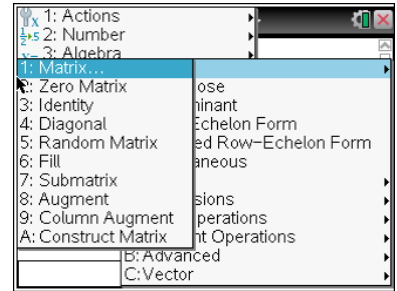 1: Actions
2: Number
3: Algebra
1: Matrix...
2: Zero Matrix
3: Identity
4: Diagonal
5: Random Matrix
6: Fill
7: Submatrix
8: Augment
9: Column Augment
A: Construct Matrix
ose
inant
Echelon Form
ed Row-Echelon Form
aneous
sions
perations
nt Operations
B: Advanced
C: Vector